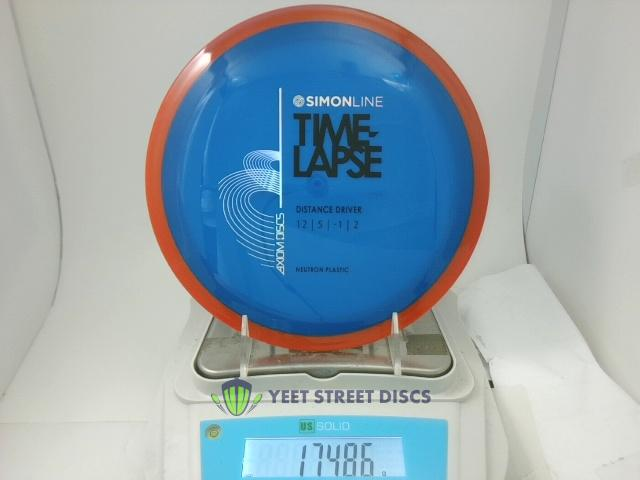 SIMONLINE
TIME-
LAPSE
DISTANCE DRIVER
12 | 5 | -1 | 2
AXIOM DISCS
NEUTRON PLASTIC
YEET STREET DISCS
US SOLID
174.86 g